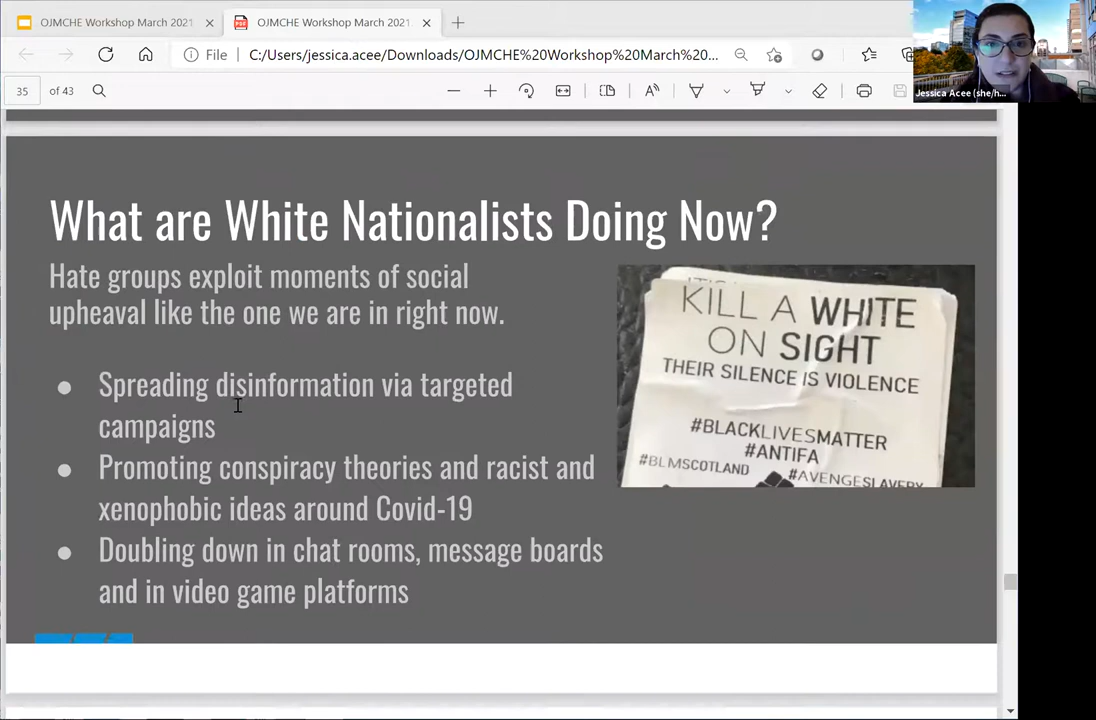 OJMCHE Workshop March 2021
OJMCHE Workshop March 2021
File
C:/Users/jessica.acee/Downloads/OJMCHE%20Workshop%20March%20...
35
of 43
Jessica Acee (she/h...
What are White Nationalists Doing Now?
Hate groups exploit moments of social
upheaval like the one we are in right now.
● Spreading disinformation via targeted
campaigns
● Promoting conspiracy theories and racist and
xenophobic ideas around Covid-19
● Doubling down in chat rooms, message boards
and in video game platforms
KILL A WHITE
ON SIGHT
THEIR SILENCE IS VIOLENCE
#BLACKLIVESMATTER
#ANTIFA
#BLMSCOTLAND
#AVENGESLAVERY